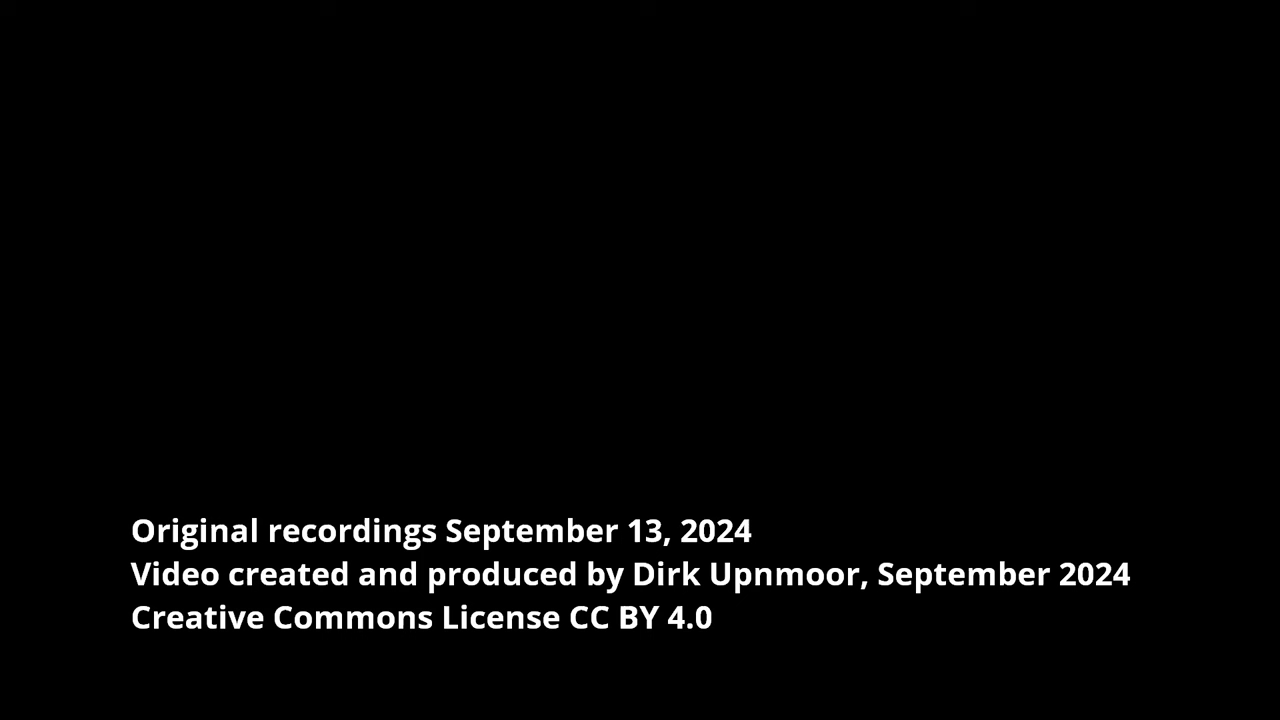 Original recordings September 13, 2024
Video created and produced by Dirk Upnmoor, September 2024
Creative Commons License CC BY 4.0